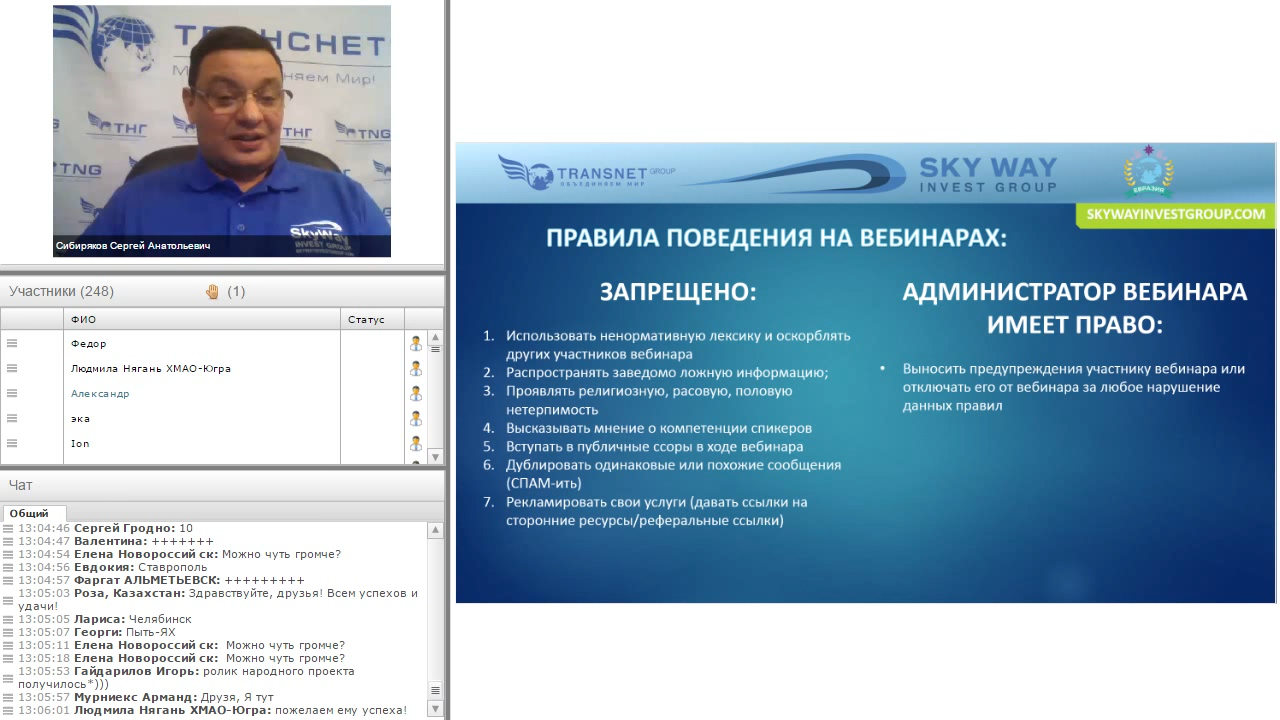 ТРАНСНЕТ
няем Мир!
ТНГ
ТНГ
TNG
TNG
SkyWay
INVEST GROUP
Сибиряков Сергей Анатольевич
Участники (248)
(1)
ФИО
Статус
Федор
Людмила Нягань ХМАО-Югра
Александр
эка
Ion
Чат
Общий
13:04:46 Сергей Гродно: 10
13:04:47 Валентина: +++++++
13:04:54 Елена Новороссий ск: Можно чуть громче?
13:04:56 Евдокия: Ставрополь
13:04:57 Фаргат АЛЬМЕТЬЕВСК: +++++++++
13:05:03 Роза, Казахстан: Здравствуйте, друзья! Всем успехов и
удачи!
13:05:05 Лариса: Челябинск
13:05:07 Георги: Пыть-ЯХ
13:05:11 Елена Новороссий ск: Можно чуть громче?
13:05:18 Елена Новороссий ск: Можно чуть громче?
13:05:53 Гайдарилов Игорь: ролик народного проекта
получилось*)))
13:05:57 Мурниекс Арманд: Друзя, Я тут
13:06:01 Людмила Нягань ХМАО-Югра: пожелаем ему успеха!
TRANSNET GROUP
ОБЪЕДИНЯЕМ МИР
SKY WAY
INVEST GROUP
ЕВРАЗИЯ
SKYWAYINVESTGROUP.COM
ПРАВИЛА ПОВЕДЕНИЯ НА ВЕБИНАРАХ:
ЗАПРЕЩЕНО:
1. Использовать ненормативную лексику и оскорблять
других участников вебинара
2. Распространять заведомо ложную информацию;
3. Проявлять религиозную, расовую, половую
нетерпимость
4. Высказывать мнение о компетенции спикеров
5. Вступать в публичные ссоры в ходе вебинара
6. Дублировать одинаковые или похожие сообщения
(СПАМ-ить)
7. Рекламировать свои услуги (давать ссылки на
сторонние ресурсы/реферальные ссылки)
АДМИНИСТРАТОР ВЕБИНАРА
ИМЕЕТ ПРАВО:
• Выносить предупреждения участнику вебинара или
отключать его от вебинара за любое нарушение
данных правил